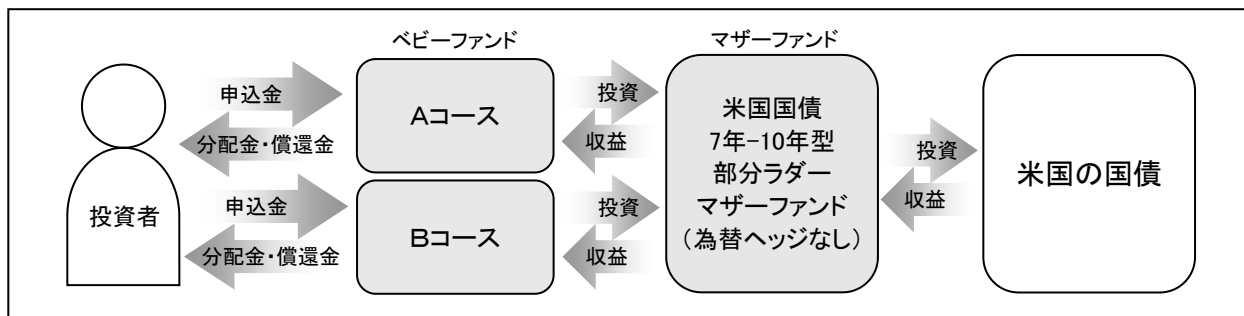 ベビーファンド
マザーファンド
投資者
申込金
分配金・償還金
申込金
分配金・償還金
Aコース
Bコース
投資
収益
投資
収益
米国国債
7年-10年型
部分ラダー
マザーファンド
(為替ヘッジなし)
投資
収益
米国の国債